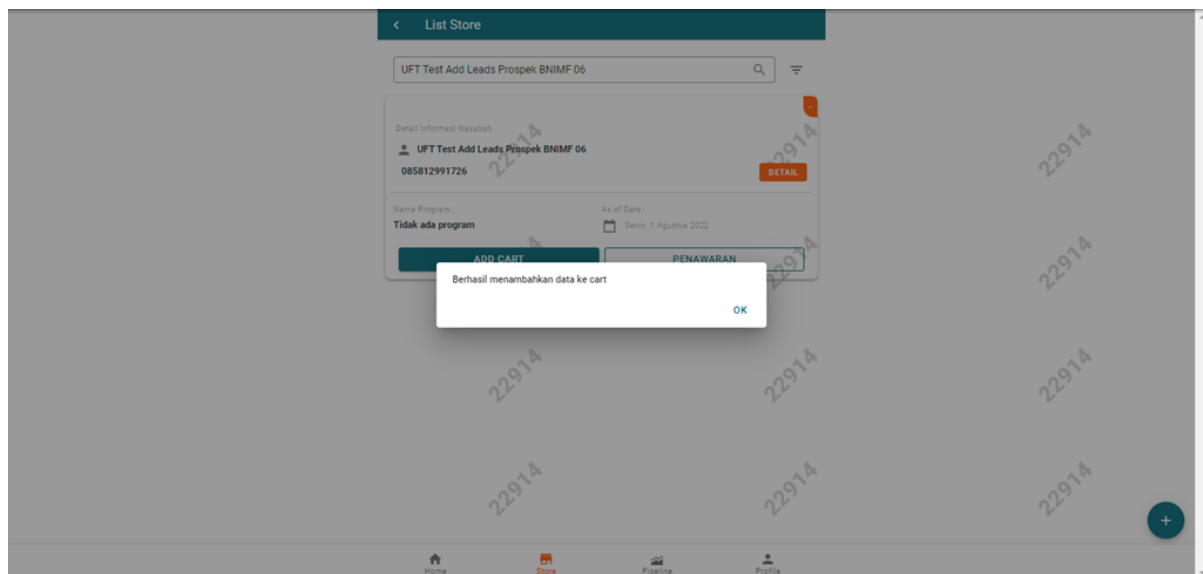 List Store
UFT Test Add Leads Prospek BNIMF 06
-
Detail Informasi Nasabah
UFT Test Add Leads Prospek BNIMF 06
085812991726
DETAIL
Nama Program :
As of Date :
Tidak ada program
Senin, 1 Agustus 2022
ADD CART
PENAWARAN
Berhasil menambahkan data ke cart
OK
22914
22914
22914
22914
22914
22914
22914
22914
22914
22914
22914
22914
Home
Store
Pipeline
Profile